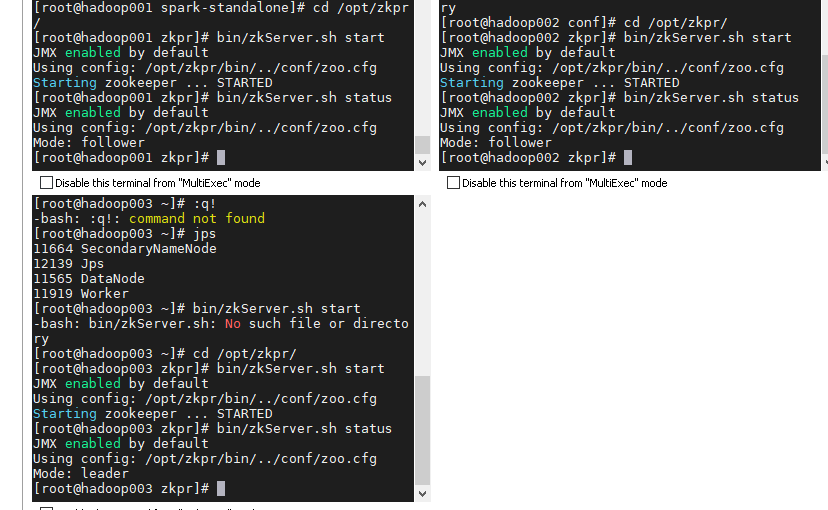 [root@hadoop001 spark-standalone]# cd /opt/zkpr
/
[root@hadoop001 zkpr]# bin/zkServer.sh start
JMX enabled by default
Using config: /opt/zkpr/bin/../conf/zoo.cfg
Starting zookeeper ... STARTED
[root@hadoop001 zkpr]# bin/zkServer.sh status
JMX enabled by default
Using config: /opt/zkpr/bin/../conf/zoo.cfg
Mode: follower
[root@hadoop001 zkpr]#
Disable this terminal from "MultiExec" mode
ry
[root@hadoop002 conf]# cd /opt/zkpr/
[root@hadoop002 zkpr]# bin/zkServer.sh start
JMX enabled by default
Using config: /opt/zkpr/bin/../conf/zoo.cfg
Starting zookeeper ... STARTED
[root@hadoop002 zkpr]# bin/zkServer.sh status
JMX enabled by default
Using config: /opt/zkpr/bin/../conf/zoo.cfg
Mode: follower
[root@hadoop002 zkpr]#
Disable this terminal from "MultiExec" mode
[root@hadoop003 ~]# :q!
-bash: :q!: command not found
[root@hadoop003 ~]# jps
11664 SecondaryNameNode
12139 Jps
11565 DataNode
11919 Worker
[root@hadoop003 ~]# bin/zkServer.sh start
-bash: bin/zkServer.sh: No such file or directo
ry
[root@hadoop003 ~]# cd /opt/zkpr/
[root@hadoop003 zkpr]# bin/zkServer.sh start
JMX enabled by default
Using config: /opt/zkpr/bin/../conf/zoo.cfg
Starting zookeeper ... STARTED
[root@hadoop003 zkpr]# bin/zkServer.sh status
JMX enabled by default
Using config: /opt/zkpr/bin/../conf/zoo.cfg
Mode: leader
[root@hadoop003 zkpr]#